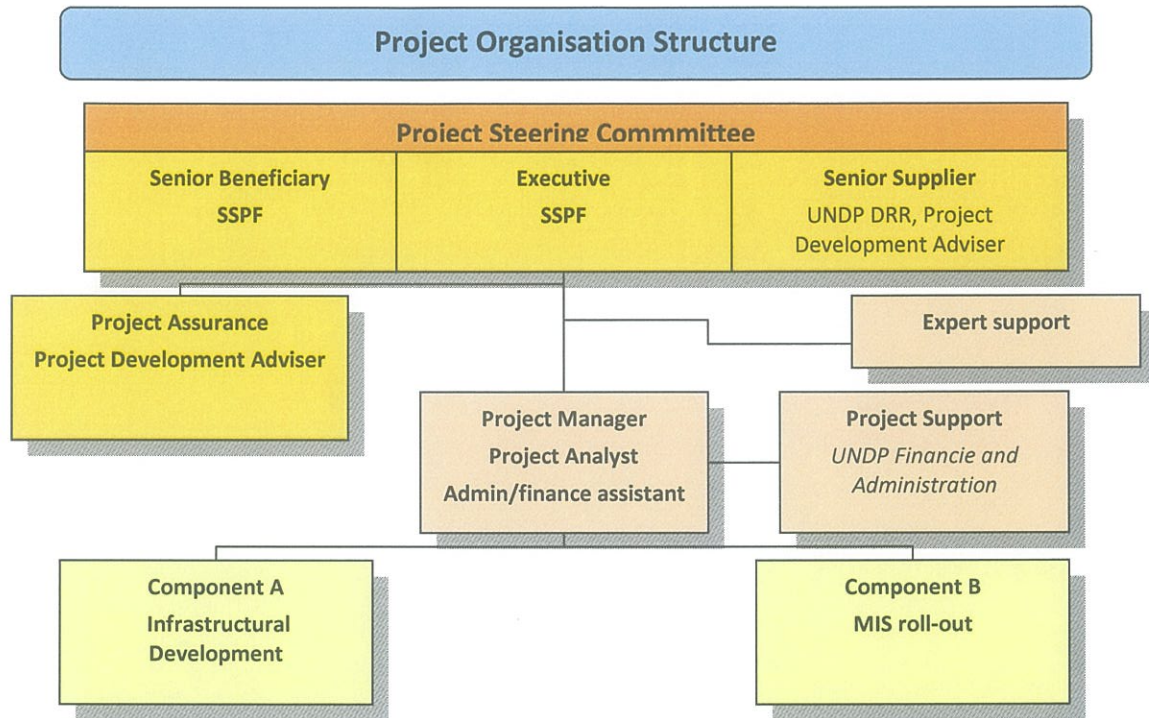 Project Organisation Structure
Project Steering Commmittee
Senior Beneficiary
SSPF
Executive
SSPF
Senior Supplier
UNDP DRR, Project
Development Adviser
Project Assurance
Project Development Adviser
Expert support
Project Manager
Project Analyst
Admin/finance assistant
Project Support
UNDP Financie and
Administration
Component A
Infrastructural
Development
Component B
MIS roll-out